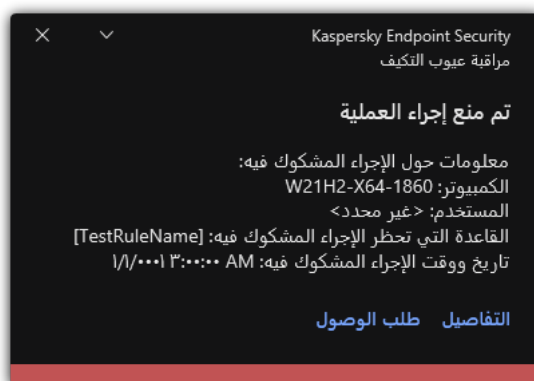 Kaspersky Endpoint Security
مراقبة عيوب التكيف
تم منع إجراء العملية
معلومات حول الإجراء المشكوك فيه:
الكمبيوتر: W21H2-X64-1860
المستخدم: <غير محدد>
القاعدة التي تحظر الإجراء المشكوك فيه: [TestRuleName]
تاريخ ووقت الإجراء المشكوك فيه: ١/١/٠٠٠١ ٣:٠٠:٠٠ AM
التفاصيل طلب الوصول